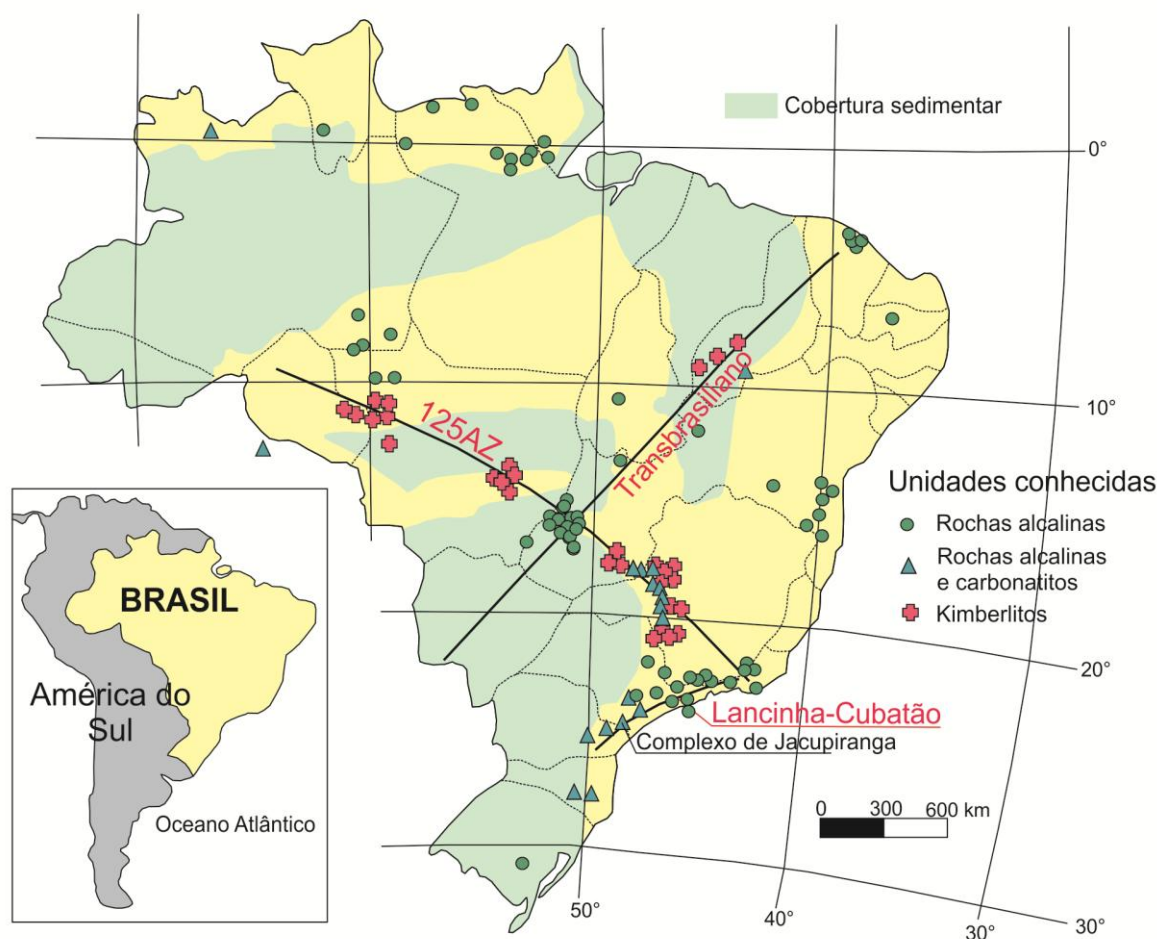 Cobertura sedimentar
0°
10°
125AZ
Transbrasiliano
Unidades conhecidas
Rochas alcalinas
Rochas alcalinas
e carbonatitos
Kimberlitos
BRASIL
América do
Sul
Oceano Atlântico
20°
Lancinha-Cubatão
Complexo de Jacupiranga
0 300 600 km
50°
40°
30°
30°